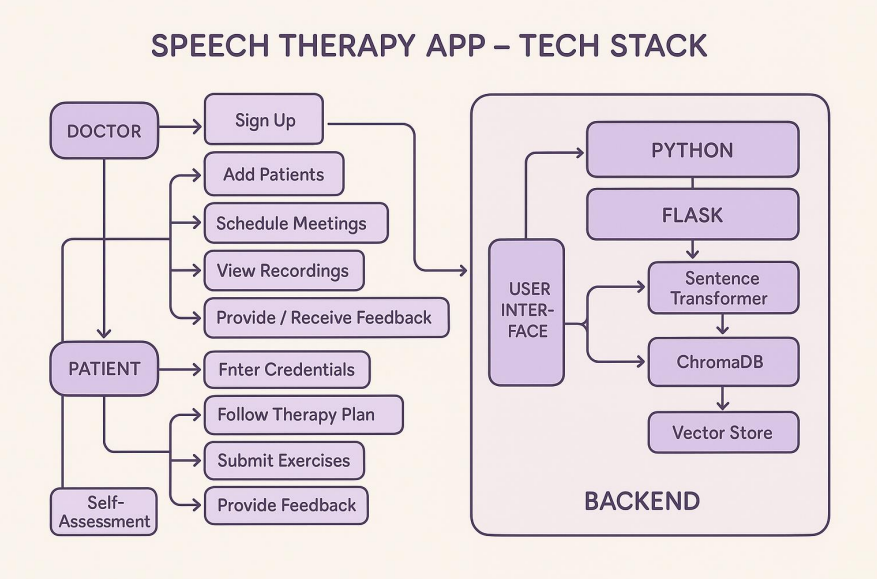 SPEECH THERAPY APP – TECH STACK
DOCTOR
Sign Up
Add Patients
Schedule Meetings
View Recordings
Provide / Receive Feedback
PATIENT
Fnter Credentials
Follow Therapy Plan
Submit Exercises
Provide Feedback
Self-
Assessment
PYTHON
FLASK
USER
INTER-
FACE
Sentence
Transformer
ChromaDB
Vector Store
BACKEND